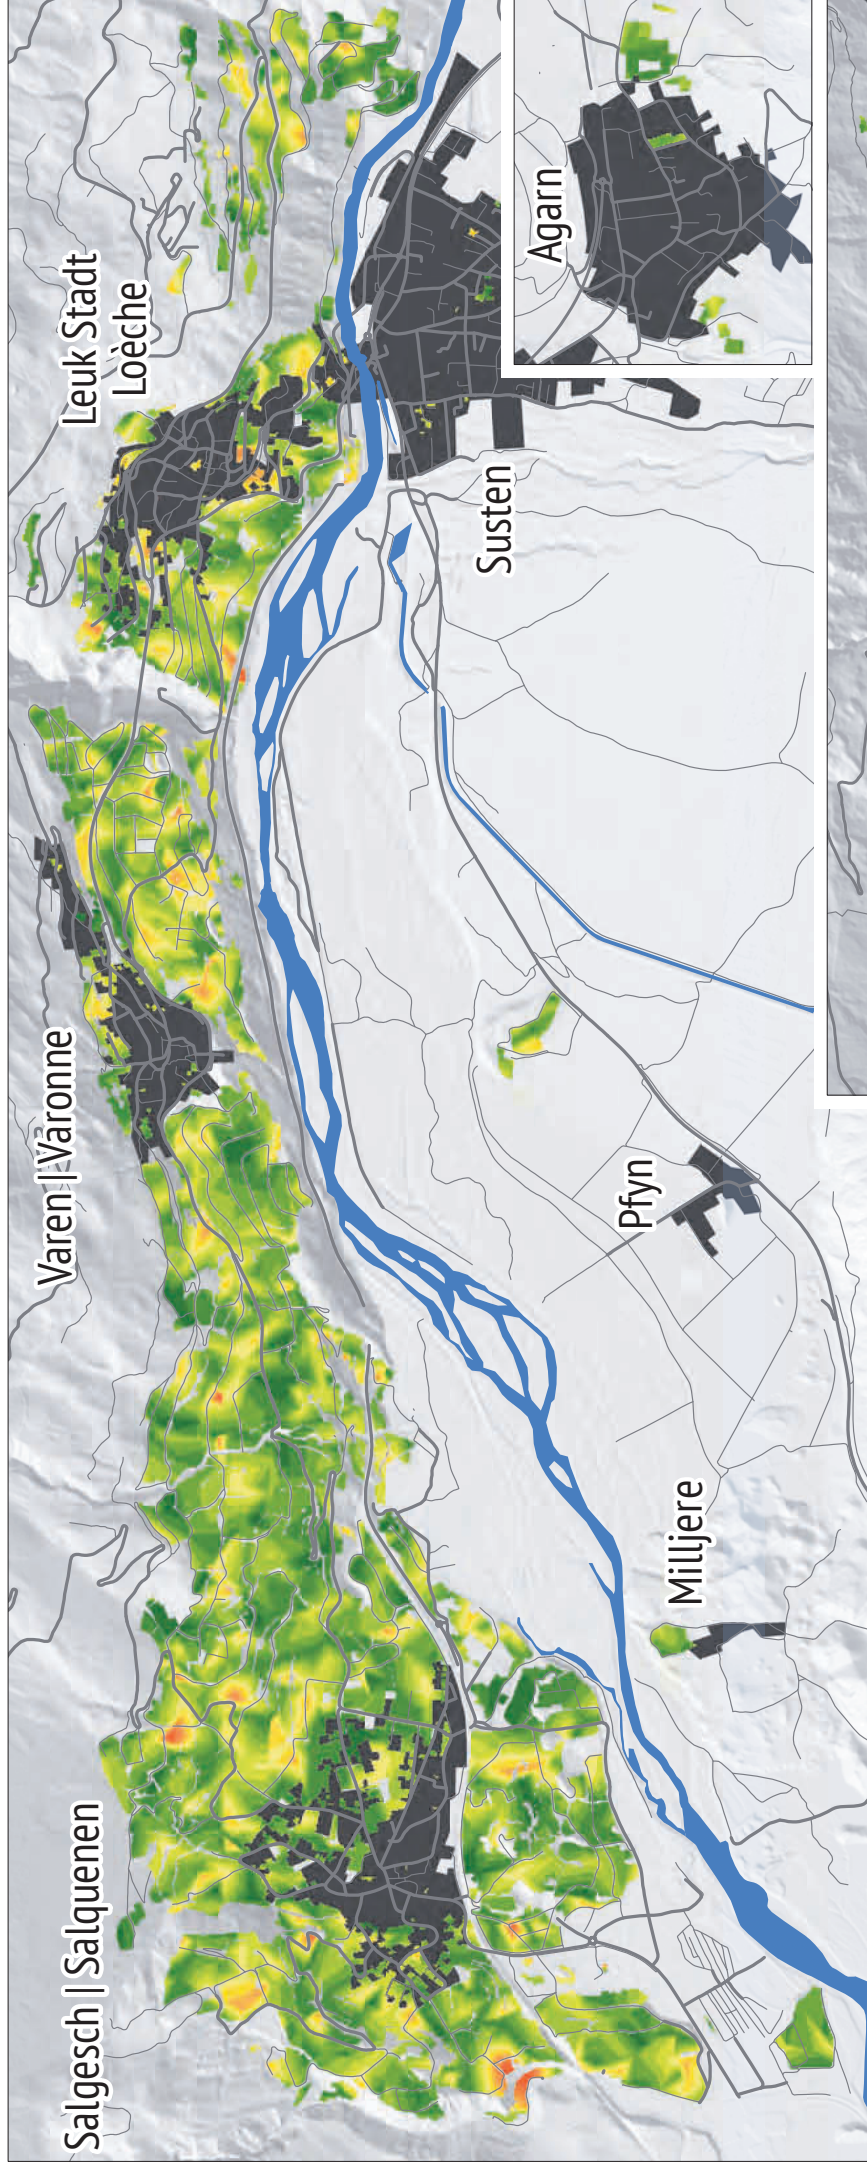 Salgesch | Salquenen
Varen | Varonne
Leuk Stadt
Loèche
Susten
Agarn
Pfyn
Milljere